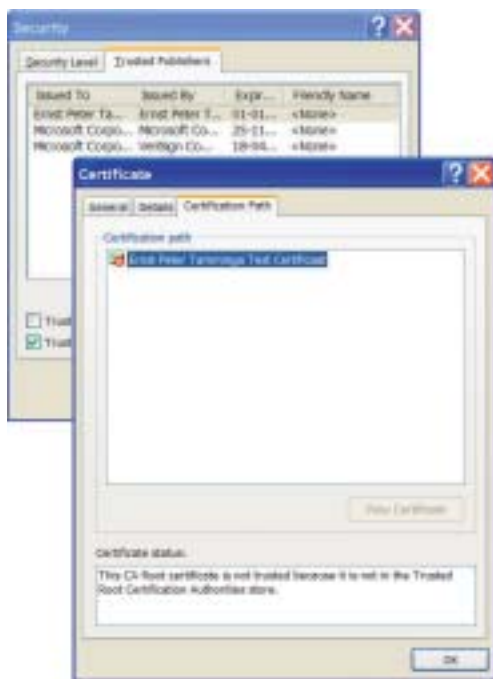 Security
Security Level Trusted Publishers
Issued To Issued By Expir... Friendly Name
Ernst Peter Ta... Ernst Peter T... 01-01... <None>
Microsoft Corpo... Microsoft Co... 25-11... <None>
Microsoft Corpo... VeriSign Co... 18-04... <None>
Trust
Trust
Certificate
General Details Certification Path
Certification path
Ernst Peter Tamminga Test Certificaat
View Certificate
Certificate status:
This CA Root certificate is not trusted because it is not in the Trusted
Root Certification Authorities store.
OK